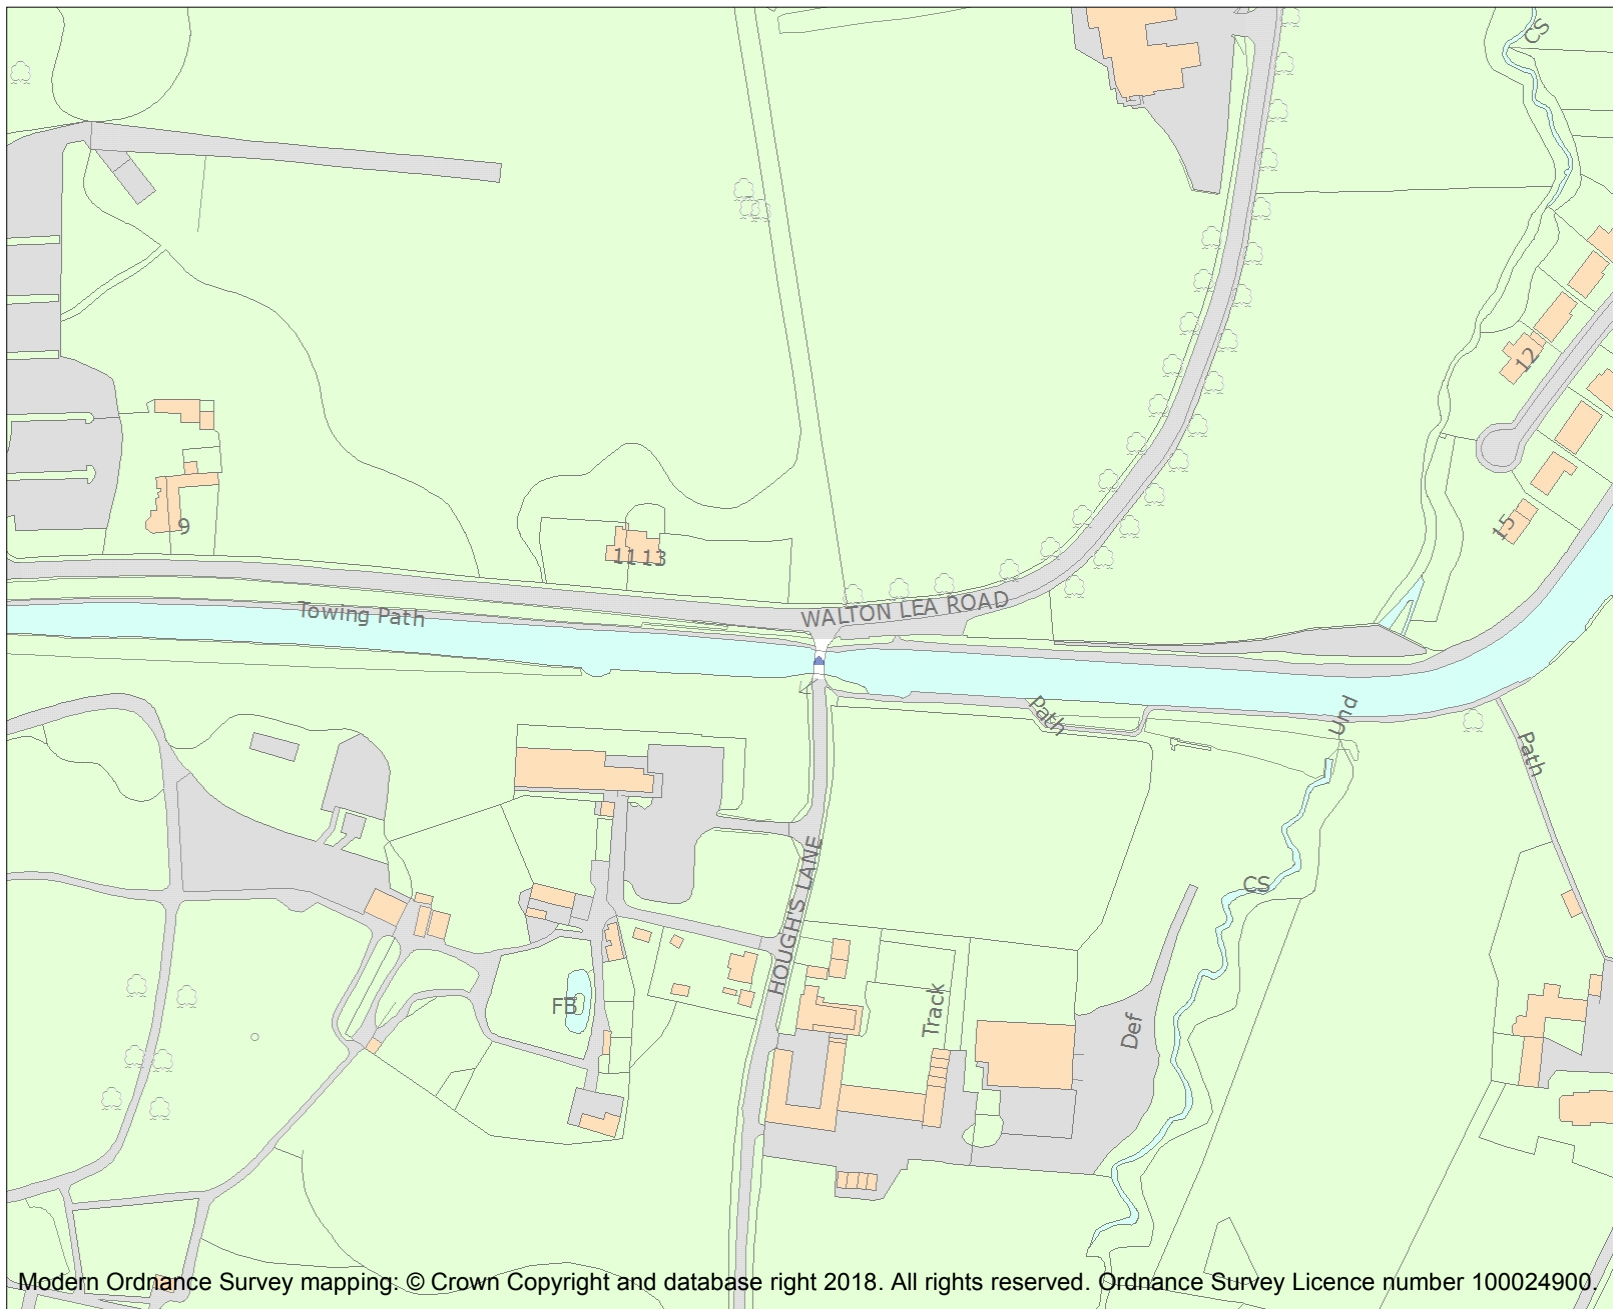 CS
12
15
9
11 13
WALTON LEA ROAD
Towing Path
Path
Und
Path
CS
HOUGH'S LANE
FB
Track
Def
Modern Ordnance Survey mapping: © Crown Copyright and database right 2018. All rights reserved. Ordnance Survey Licence number 100024900.